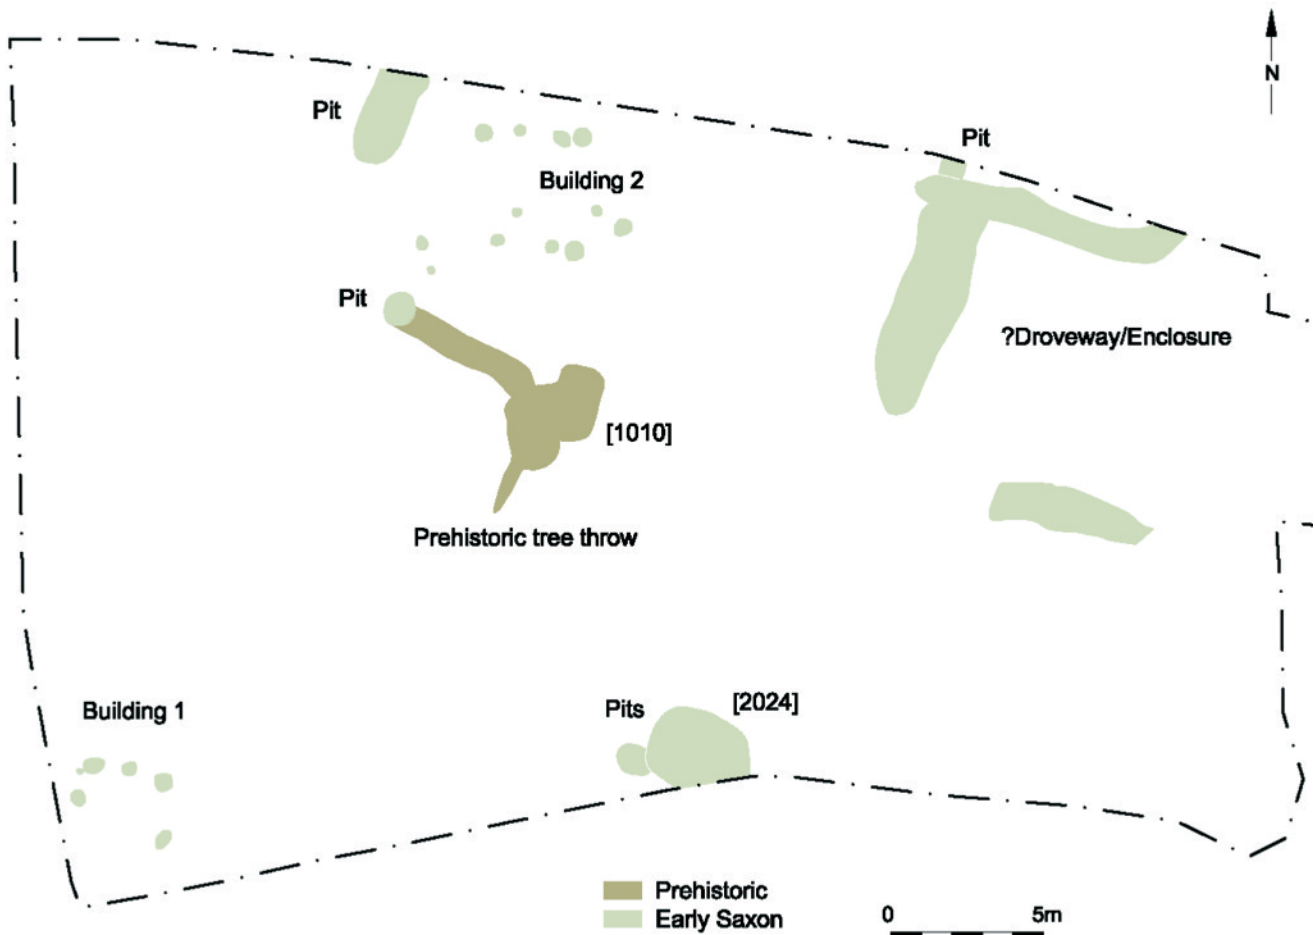 N
Pit
Pit
Building 2
Pit
?Droveway/Enclosure
[1010]
Prehistoric tree throw
Building 1
Pits
[2024]
Prehistoric
Early Saxon
0
5m